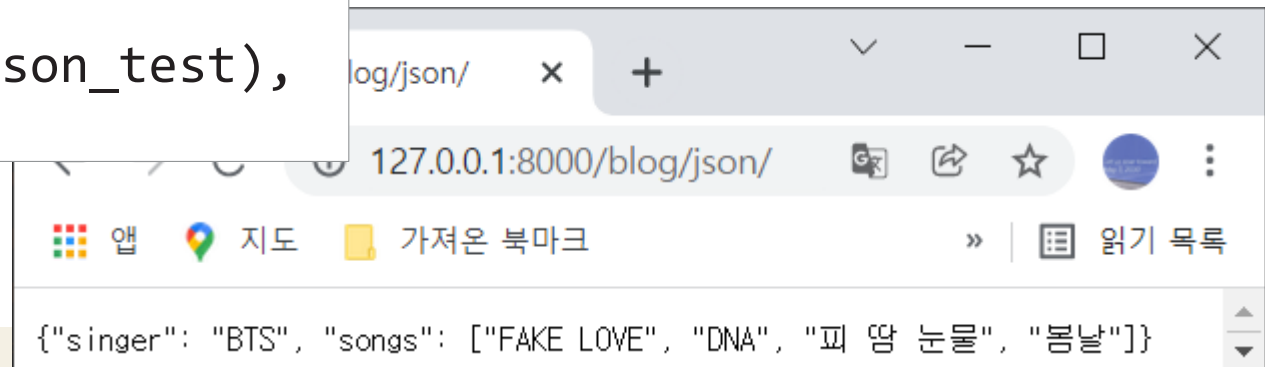 son_test),
log/json/
127.0.0.1:8000/blog/json/
앱 지도 가져온 북마크 » 읽기 목록
{"singer": "BTS", "songs": ["FAKE LOVE", "DNA", "피 땀 눈물", "봄날"]}